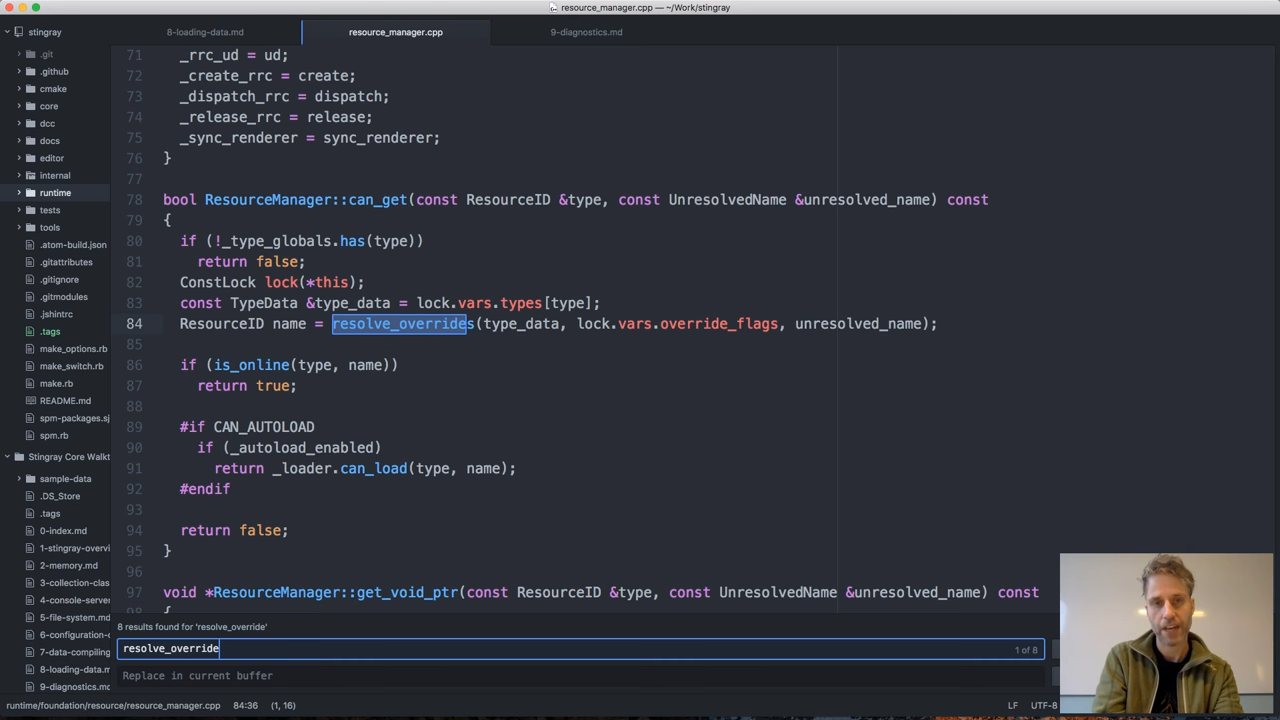 resource_manager.cpp — ~/Work/stingray
stingray
8-loading-data.md
resource_manager.cpp
9-diagnostics.md
.git
.github
cmake
core
dcc
docs
editor
internal
runtime
tests
tools
.atom-build.json
.gitattributes
.gitignore
.gitmodules
.jshintrc
.tags
make_options.rb
make_switch.rb
make.rb
README.md
spm-packages.sj
spm.rb
Stingray Core Walkt
sample-data
.DS_Store
.tags
0-index.md
1-stingray-overvi
2-memory.md
3-collection-class
4-console-server
5-file-system.md
6-configuration-c
7-data-compiling
8-loading-data.md
9-diagnostics.md
71 _rrc_ud = ud;
72 _create_rrc = create;
73 _dispatch_rrc = dispatch;
74 _release_rrc = release;
75 _sync_renderer = sync_renderer;
76 }
77
78 bool ResourceManager::can_get(const ResourceID &type, const UnresolvedName &unresolved_name) const
79 {
80 if (!_type_globals.has(type))
81 return false;
82 ConstLock lock(*this);
83 const TypeData &type_data = lock.vars.types[type];
84 ResourceID name = resolve_overrides(type_data, lock.vars.override_flags, unresolved_name);
85
86 if (is_online(type, name))
87 return true;
88
89 #if CAN_AUTOLOAD
90 if (_autoload_enabled)
91 return _loader.can_load(type, name);
92 #endif
93
94 return false;
95 }
96
97 void *ResourceManager::get_void_ptr(const ResourceID &type, const UnresolvedName &unresolved_name) const
98 {
8 results found for 'resolve_override'
resolve_override
1 of 8
Replace in current buffer
runtime/foundation/resource/resource_manager.cpp 84:36 (1, 16)
LF UTF-8